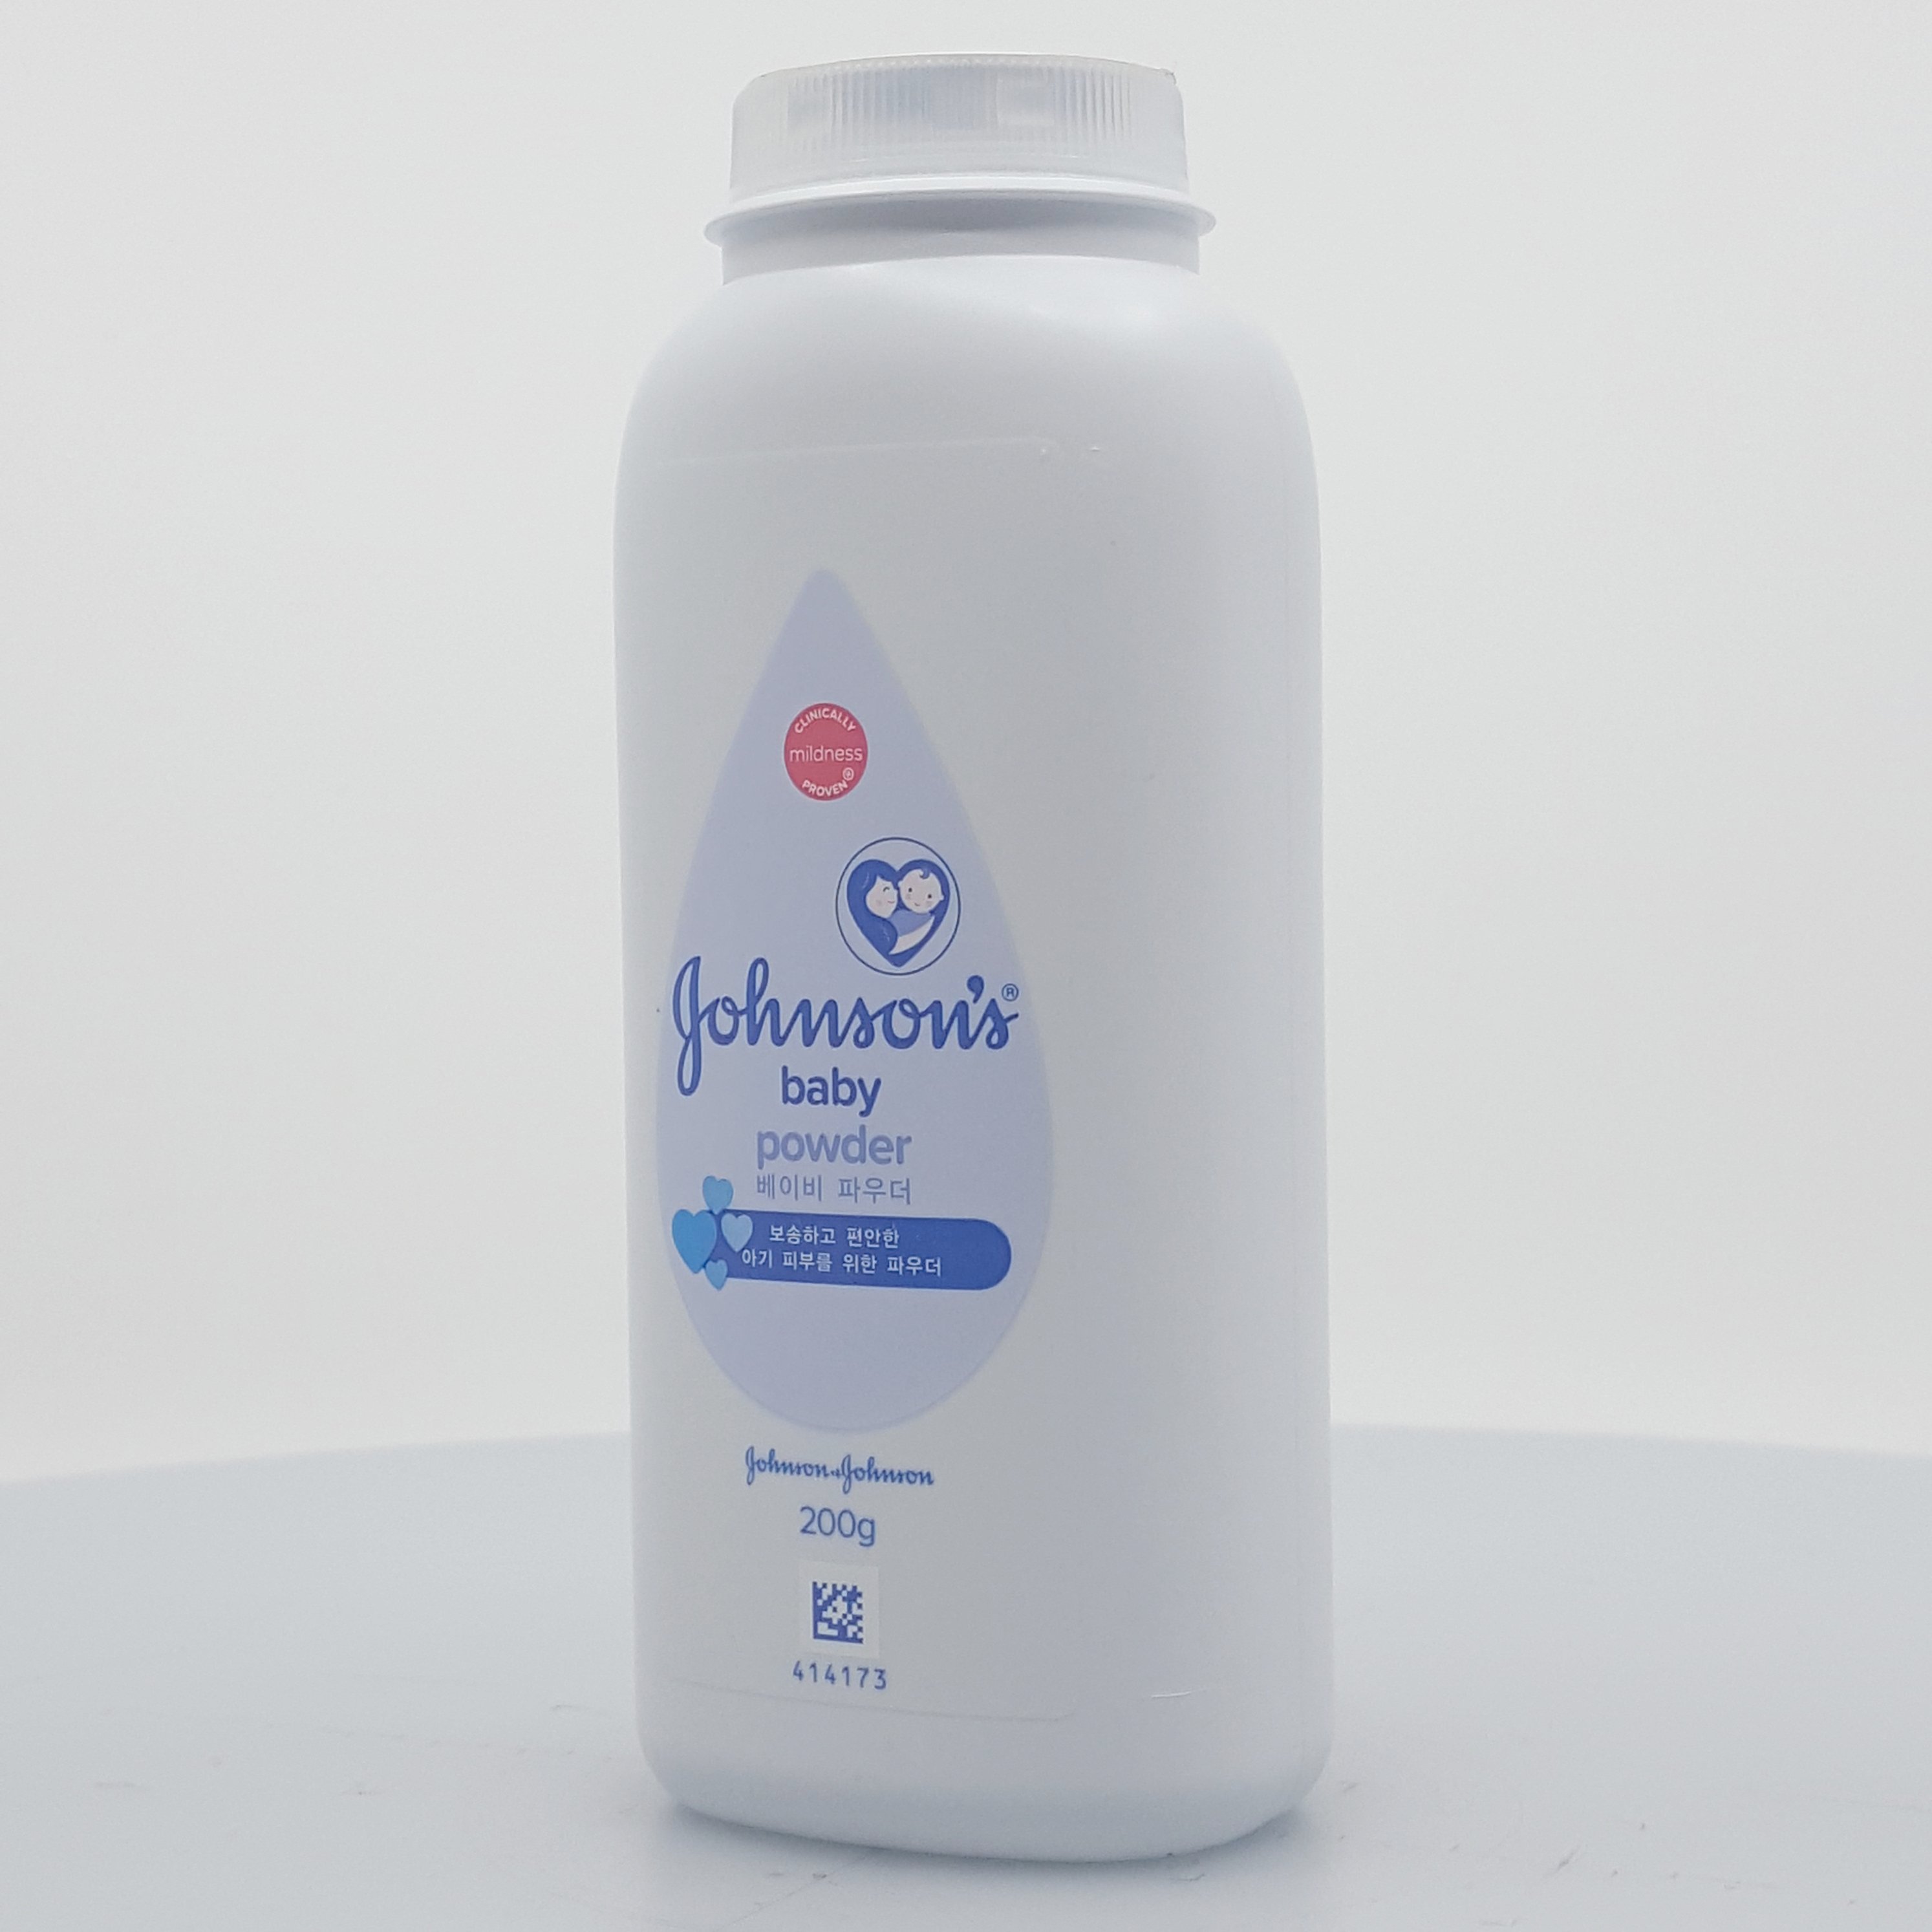 CLINICALLY
mildness
PROVEN®
Johnson's®
baby
powder
베이비 파우더
보송하고 편안한
아기 피부를 위한 파우더
Johnson+Johnson
200g
414173